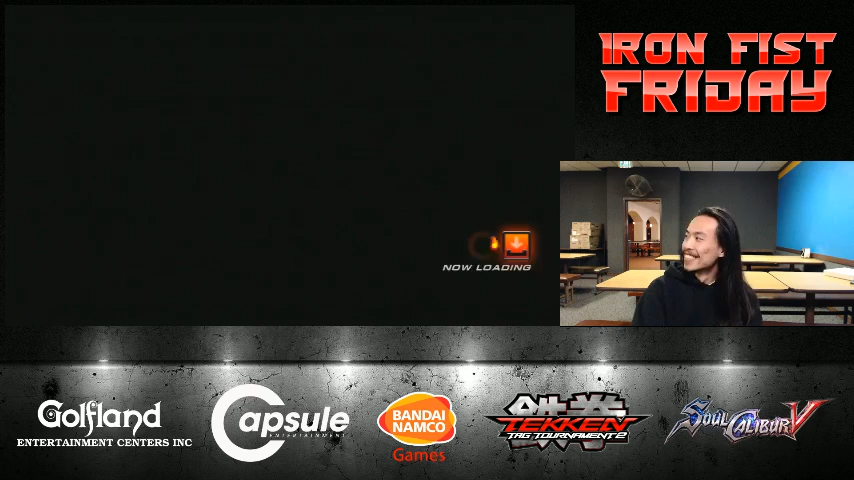 IRON FIST
FRIDAY
NOW LOADING
Golfland
ENTERTAINMENT CENTERS INC
Capsule
ENTERTAINMENT
BANDAI
NAMCO
Games
TEKKEN
TAG TOURNAMENT 2
SOUL CALIBUR V